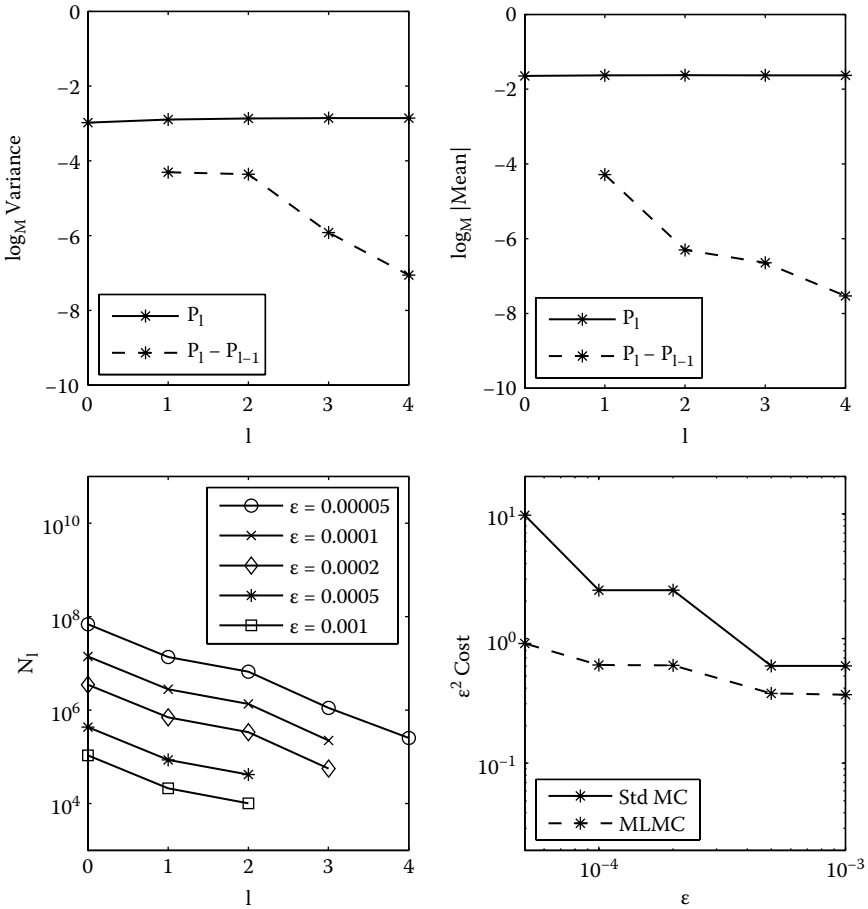 0
−2
−4
−6
−8
−10
log_M Variance
P_l
P_l – P_{l–1}
0 1 2 3 4
l
0
−2
−4
−6
−8
−10
log_M |Mean|
P_l
P_l – P_{l–1}
0 1 2 3 4
l
10^{10}
10^8
10^6
10^4
N_l
ε = 0.00005
ε = 0.0001
ε = 0.0002
ε = 0.0005
ε = 0.001
0 1 2 3 4
l
10^1
10^0
10^{−1}
ε^2 Cost
Std MC
MLMC
10^{−4} 10^{−3}
ε